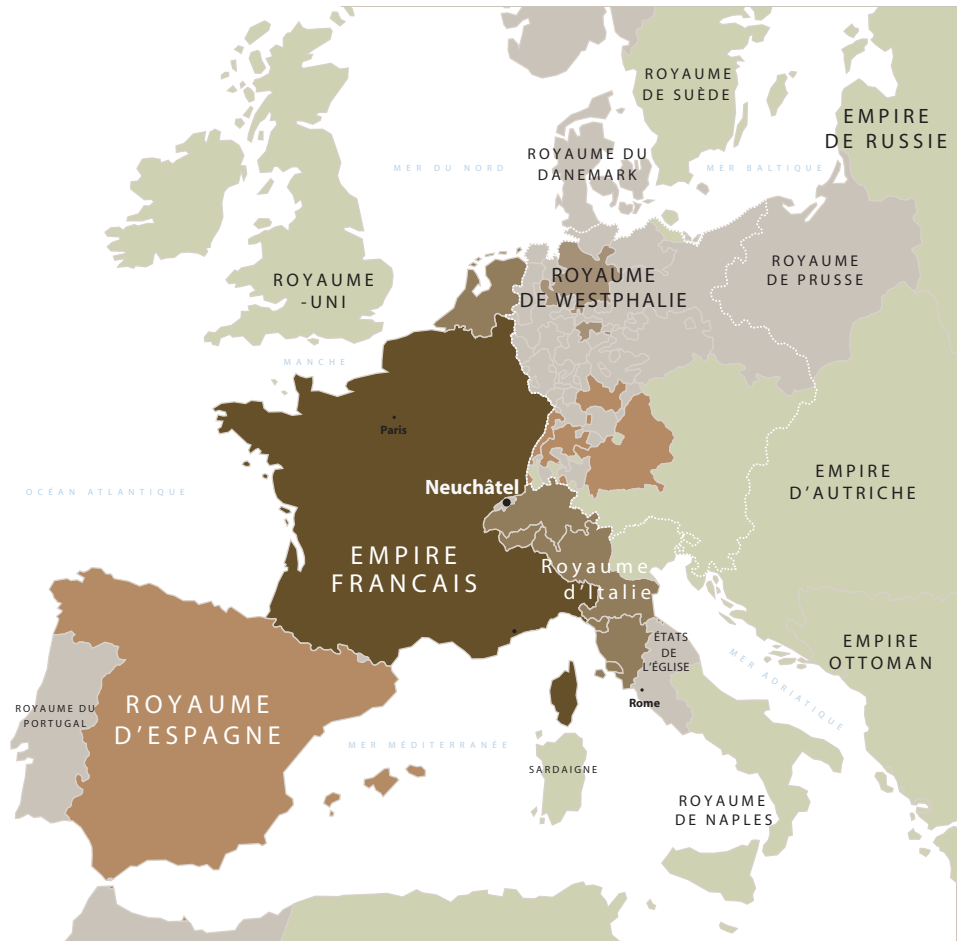 ROYAUME
DE SUÈDE
EMPIRE
DE RUSSIE
ROYAUME DU
DANEMARK
MER DU NORD
MER BALTIQUE
ROYAUME
DE PRUSSE
ROYAUME
-UNI
ROYAUME
DE WESTPHALIE
MANCHE
Paris
EMPIRE
D'AUTRICHE
OCÉAN ATLANTIQUE
Neuchâtel
EMPIRE
FRANCAIS
Royaume
d'Italie
ÉTATS
DE
L'ÉGLISE
EMPIRE
OTTOMAN
MER ADRIATIQUE
ROYAUME DU
PORTUGAL
ROYAUME
D'ESPAGNE
Rome
MER MÉDITERRANÉE
SARDAIGNE
ROYAUME
DE NAPLES